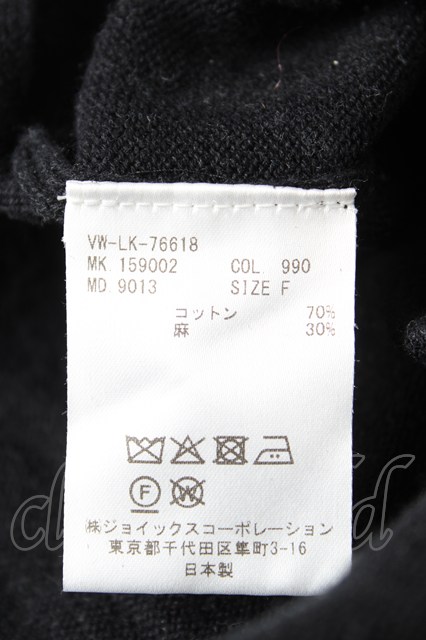 VW-LK-76618
MK. 159002 COL. 990
MD. 9013 SIZE F
コットン 70%
麻 30%
F W
㈱ジョイックスコーポレーション
東京都千代田区隼町3-16
日本製